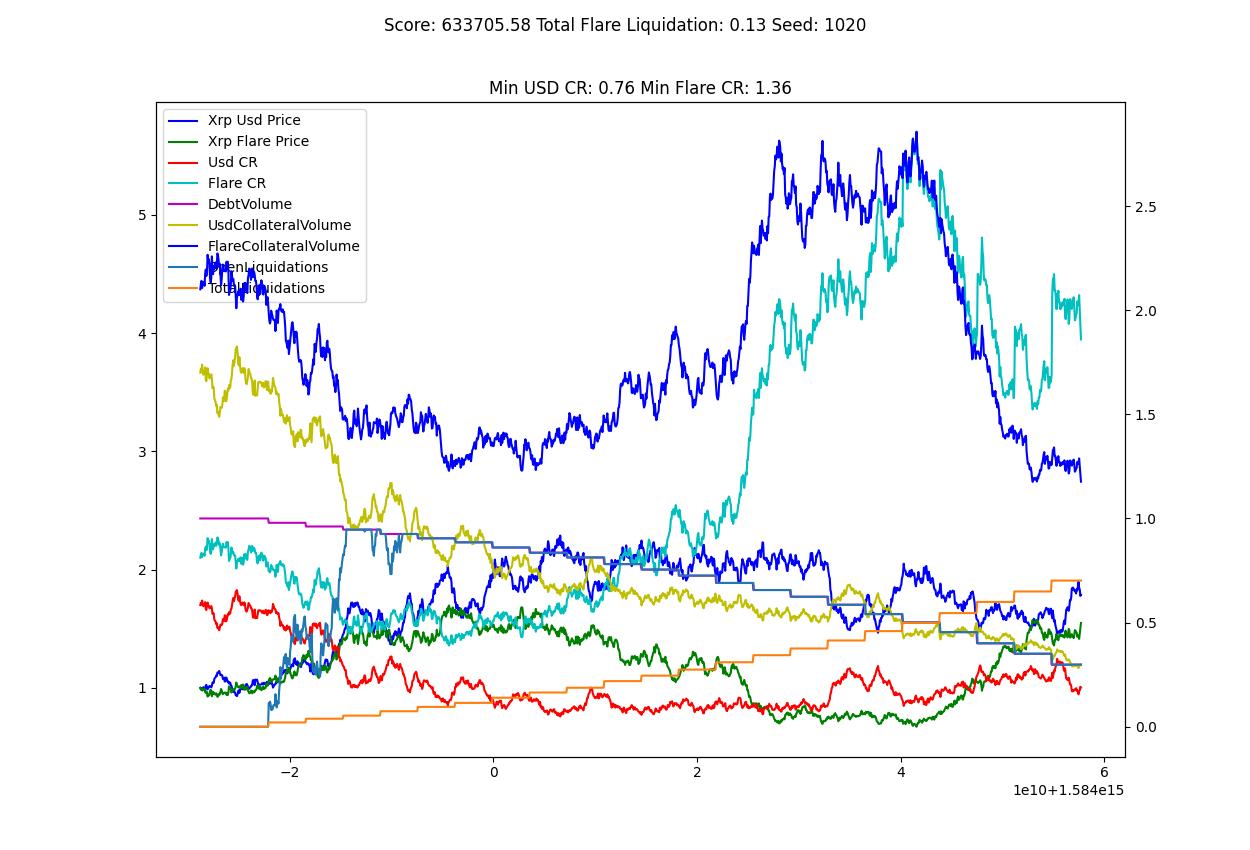 Score: 633705.58 Total Flare Liquidation: 0.13 Seed: 1020
Min USD CR: 0.76 Min Flare CR: 1.36
Xrp Usd Price
Xrp Flare Price
Usd CR
Flare CR
DebtVolume
UsdCollateralVolume
FlareCollateralVolume
OpenLiquidations
TotalLiquidations
5
4
3
2
1
2.5
2.0
1.5
1.0
0.5
0.0
−2
0
2
4
6
1e10+1.584e15